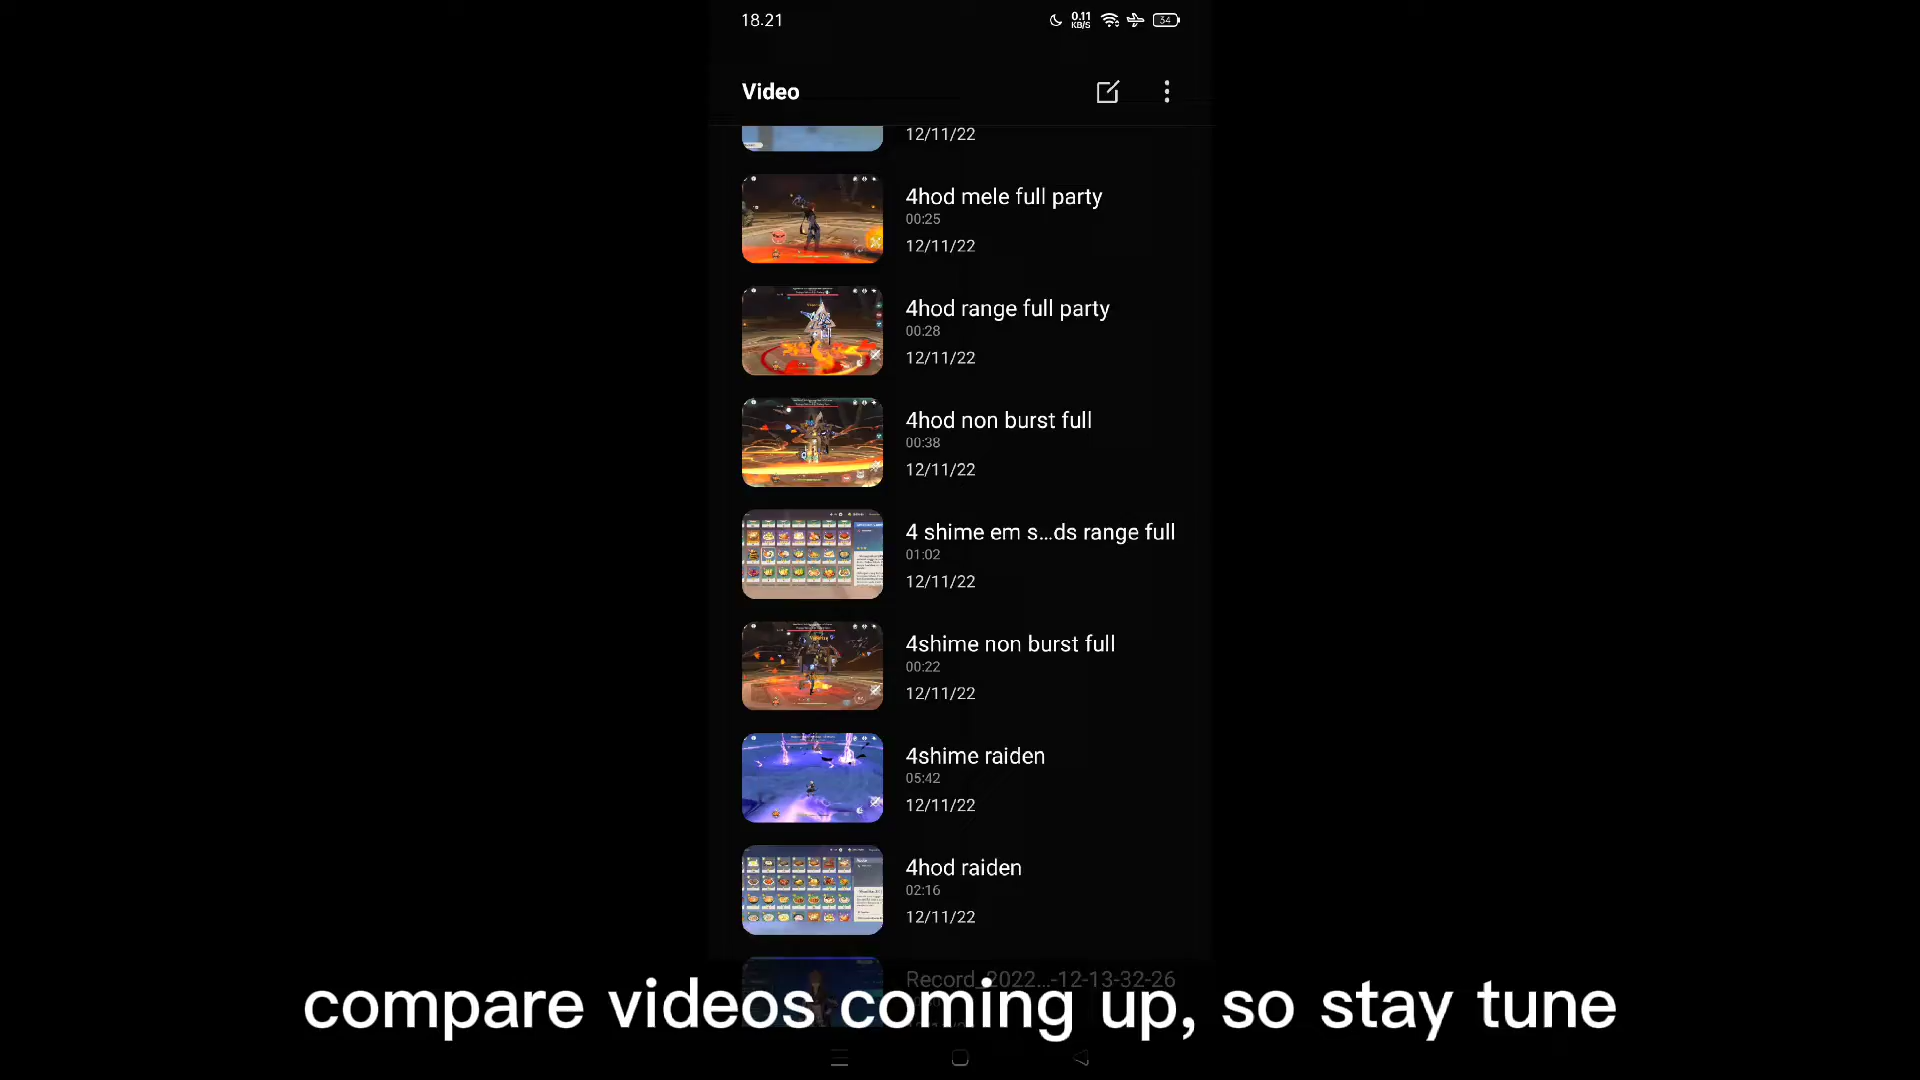 18.21
0.11
KB/S
54
Video
12/11/22
4hod mele full party
00:25
12/11/22
4hod range full party
00:28
12/11/22
4hod non burst full
00:38
12/11/22
4 shime em s...ds range full
01:02
12/11/22
4shime non burst full
00:22
12/11/22
4shime raiden
05:42
12/11/22
4hod raiden
02:16
12/11/22
Record_2022...-12-13-32-26
compare videos coming up, so stay tune